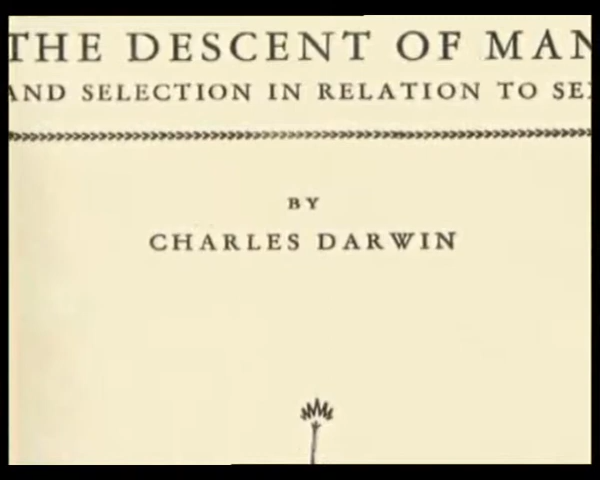 THE DESCENT OF MAN
AND SELECTION IN RELATION TO SE
BY
CHARLES DARWIN